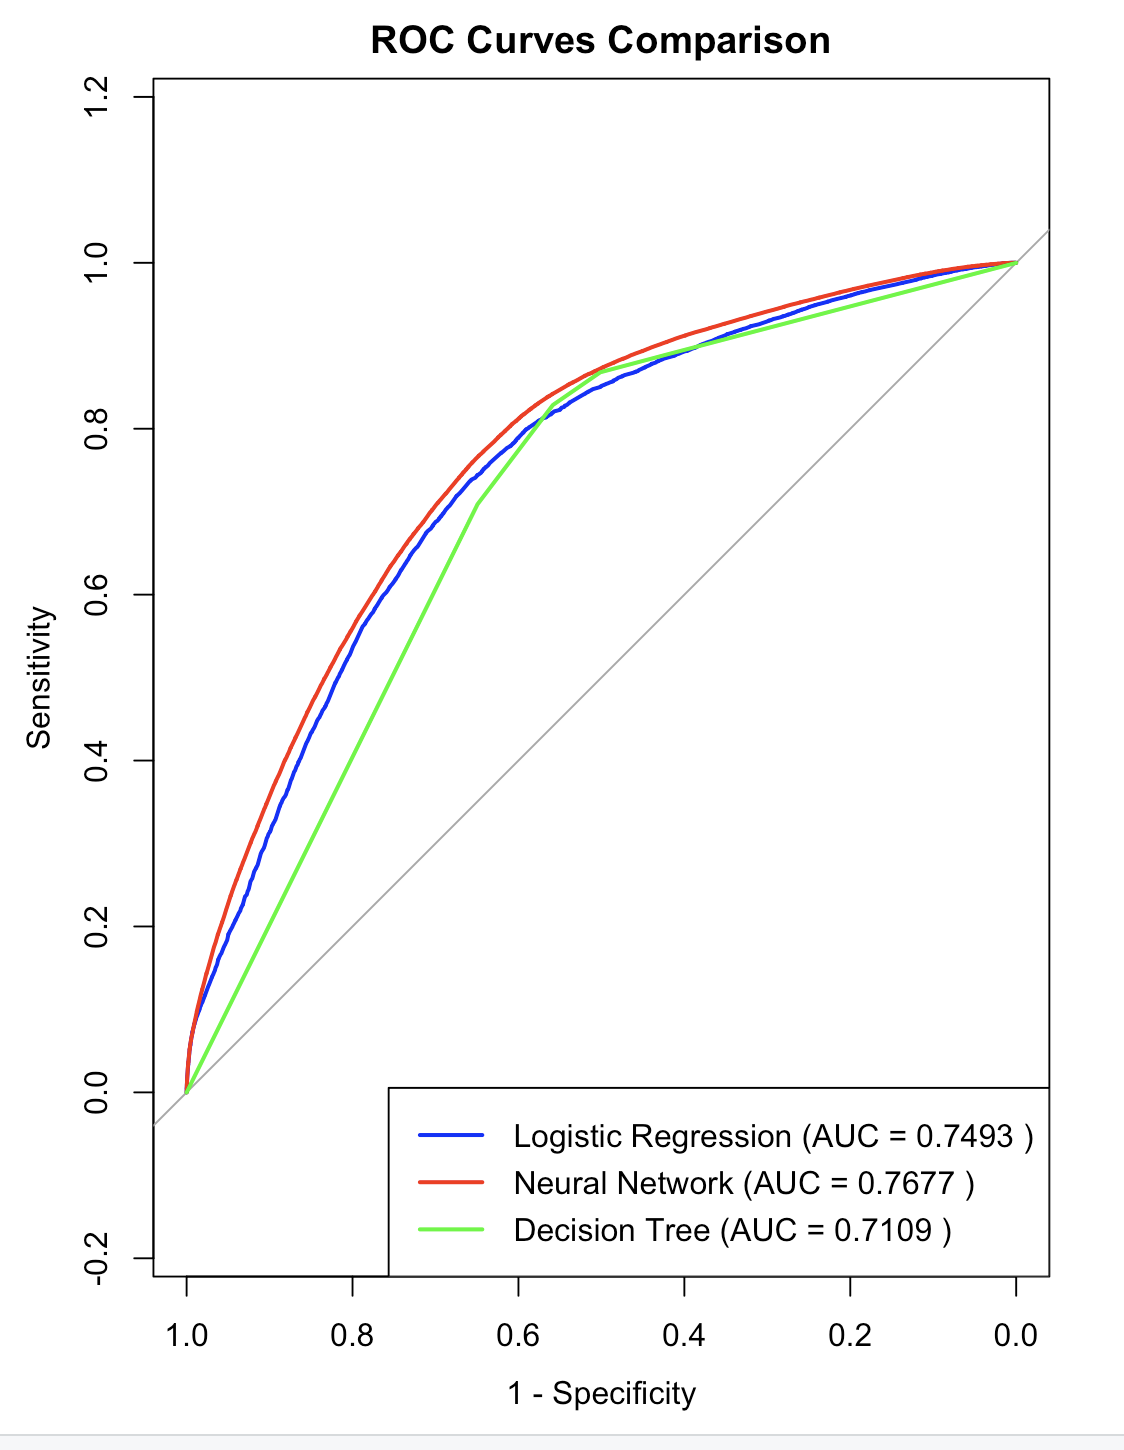 ROC Curves Comparison
1.2
1.0
0.8
0.6
0.4
0.2
0.0
-0.2
Sensitivity
Logistic Regression (AUC = 0.7493 )
Neural Network (AUC = 0.7677 )
Decision Tree (AUC = 0.7109 )
1.0 0.8 0.6 0.4 0.2 0.0
1 - Specificity